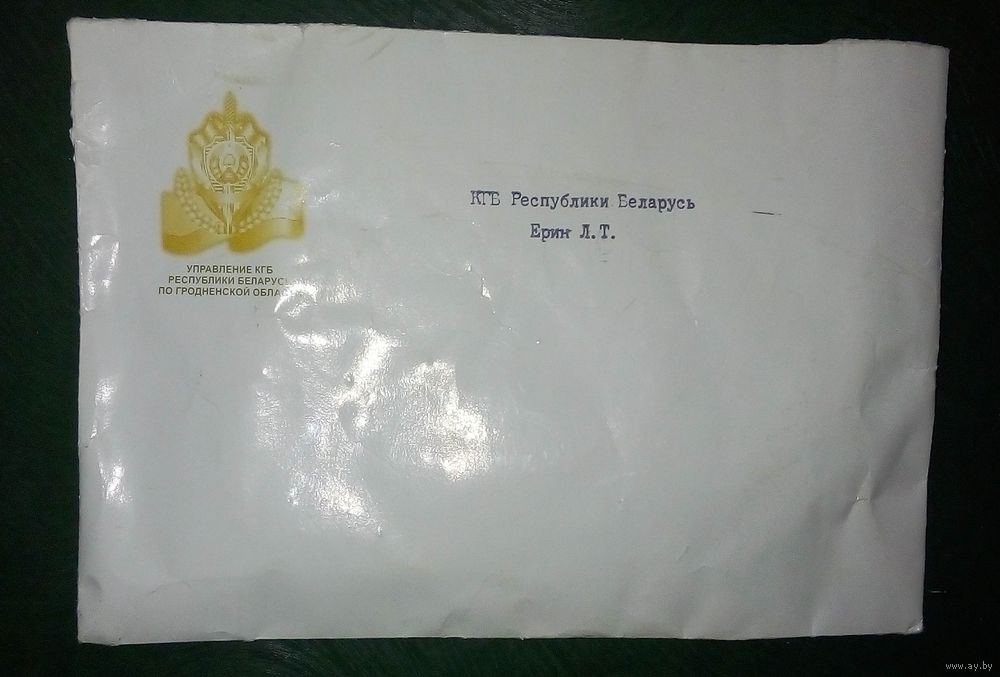 УПРАВЛЕНИЕ КГБ
РЕСПУБЛИКИ БЕЛАРУСЬ
ПО ГРОДНЕНСКОЙ
КГБ Республики Беларусь
Ерин Л.Т.
www.ay.by